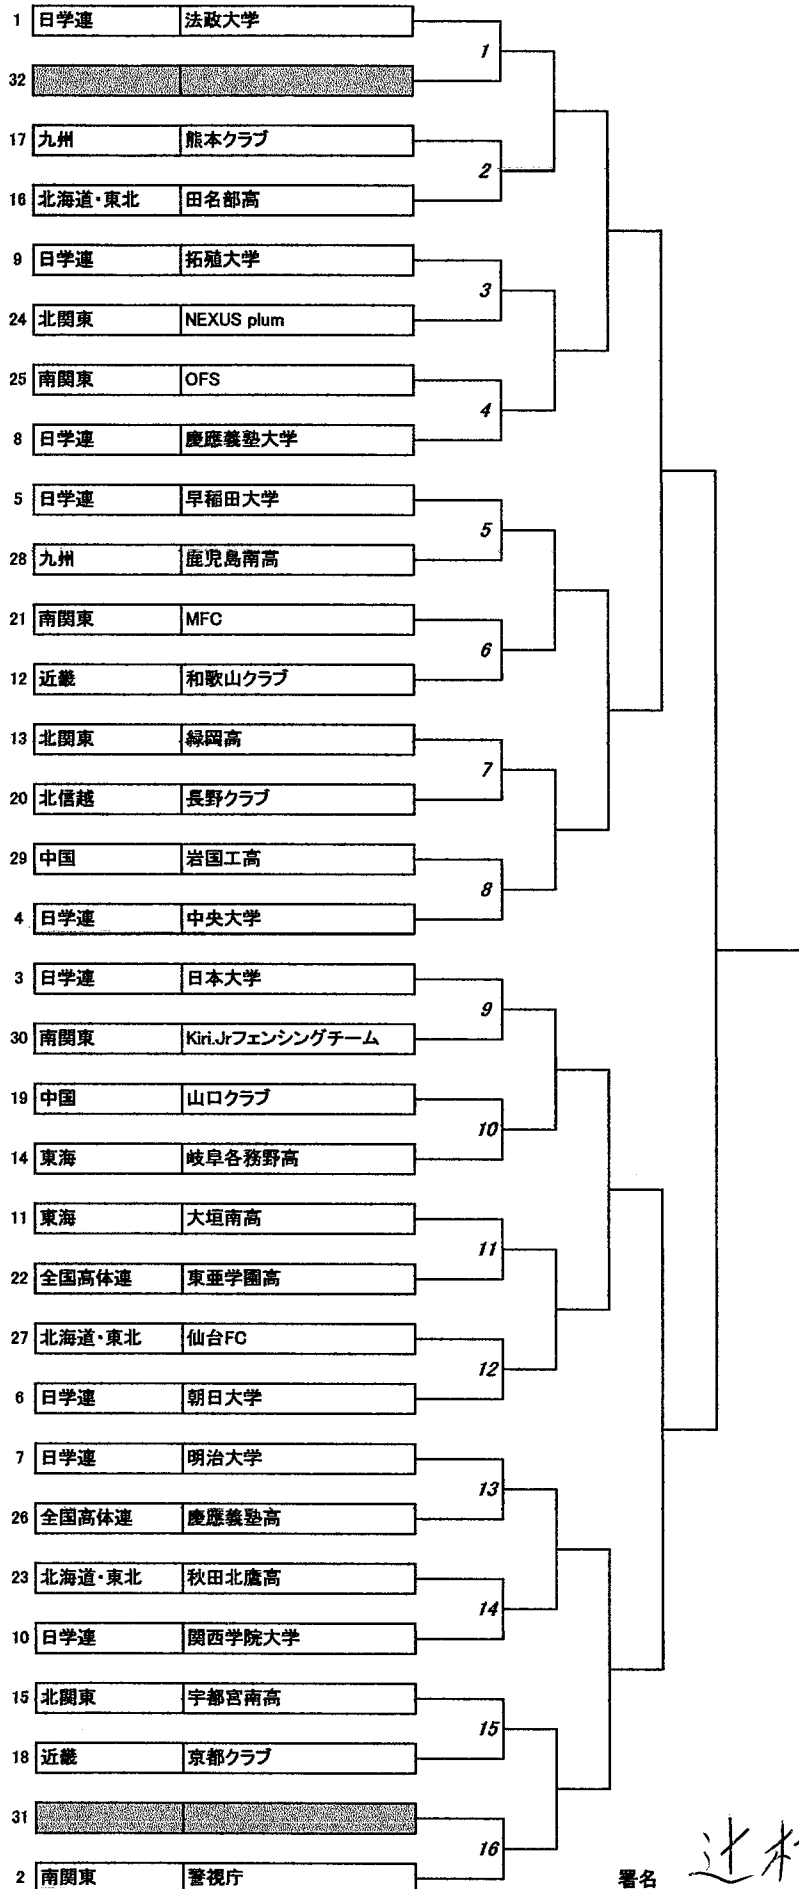 1 日学連 法政大学
1
32
17 九州 熊本クラブ
2
16 北海道・東北 田名部高
9 日学連 拓殖大学
3
24 北関東 NEXUS plum
25 南関東 OFS
4
8 日学連 慶應義塾大学
5 日学連 早稲田大学
5
28 九州 鹿児島南高
21 南関東 MFC
6
12 近畿 和歌山クラブ
13 北関東 緑岡高
7
20 北信越 長野クラブ
29 中国 岩国工高
8
4 日学連 中央大学
3 日学連 日本大学
9
30 南関東 Kiri.Jrフェンシングチーム
19 中国 山口クラブ
10
14 東海 岐阜各務野高
11 東海 大垣南高
11
22 全国高体連 東亜学園高
27 北海道・東北 仙台FC
12
6 日学連 朝日大学
7 日学連 明治大学
13
26 全国高体連 慶應義塾高
23 北海道・東北 秋田北鷹高
14
10 日学連 関西学院大学
15 北関東 宇都宮南高
15
18 近畿 京都クラブ
31
16
2 南関東 警視庁
署名 辻